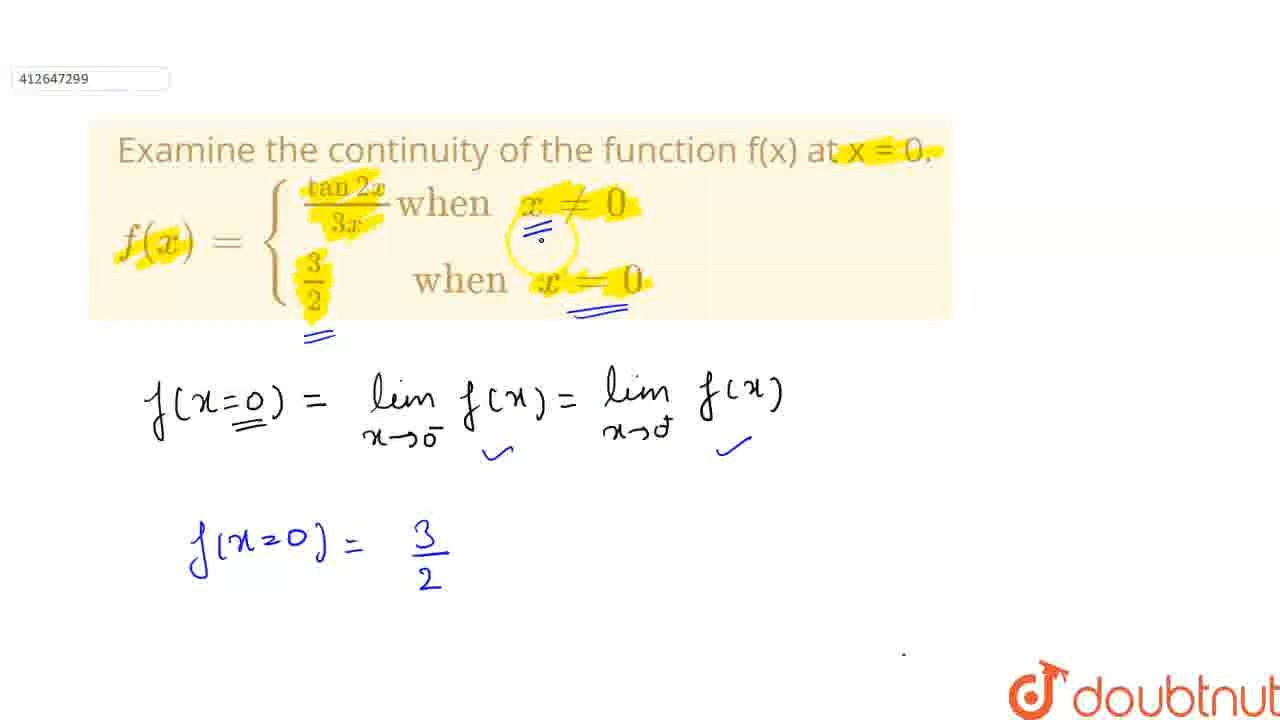 412647299
Examine the continuity of the function f(x) at x = 0.
f(x) = { tan 2x / 3x when x ≠ 0
3/2 when x = 0
f(x=0) = lim x→0⁻ f(x) = lim x→0⁺ f(x)
f(x=0) = 3/2
doubtnut